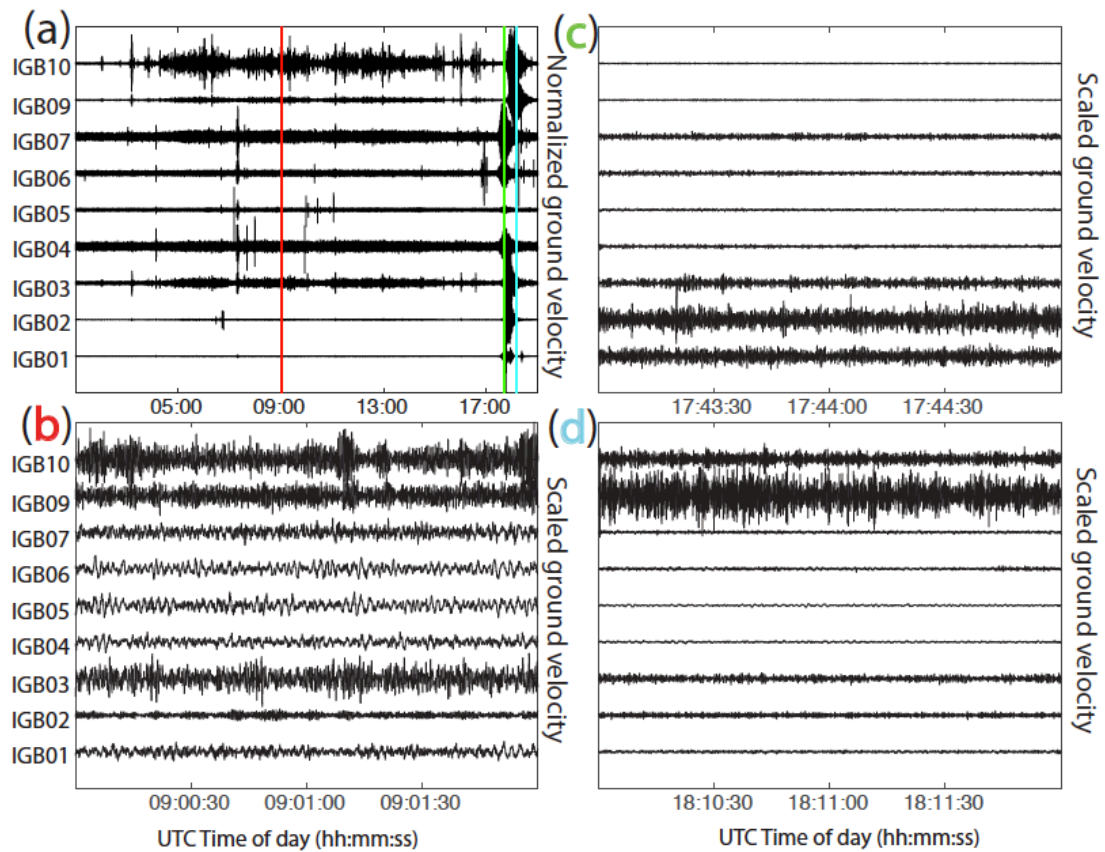 (a)
IGB10
IGB09
IGB07
IGB06
IGB05
IGB04
IGB03
IGB02
IGB01
Normalized ground velocity
05:00 09:00 13:00 17:00
(c)
Scaled ground velocity
17:43:30 17:44:00 17:44:30
(b)
IGB10
IGB09
IGB07
IGB06
IGB05
IGB04
IGB03
IGB02
IGB01
Scaled ground velocity
09:00:30 09:01:00 09:01:30
UTC Time of day (hh:mm:ss)
(d)
Scaled ground velocity
18:10:30 18:11:00 18:11:30
UTC Time of day (hh:mm:ss)